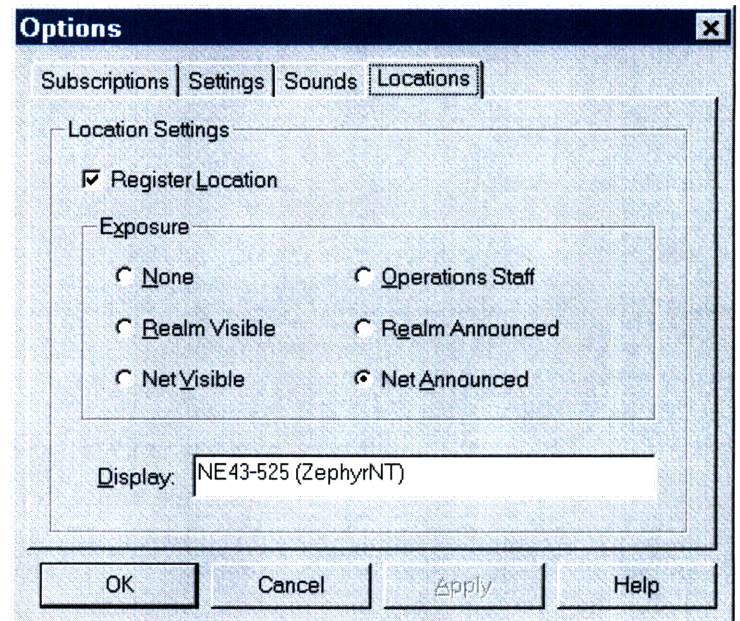 Options
Subscriptions Settings Sounds Locations
Location Settings
Register Location
Exposure
None Operations Staff
Realm Visible Realm Announced
Net Visible Net Announced
Display: NE43-525 (ZephyrNT)
OK Cancel Apply Help